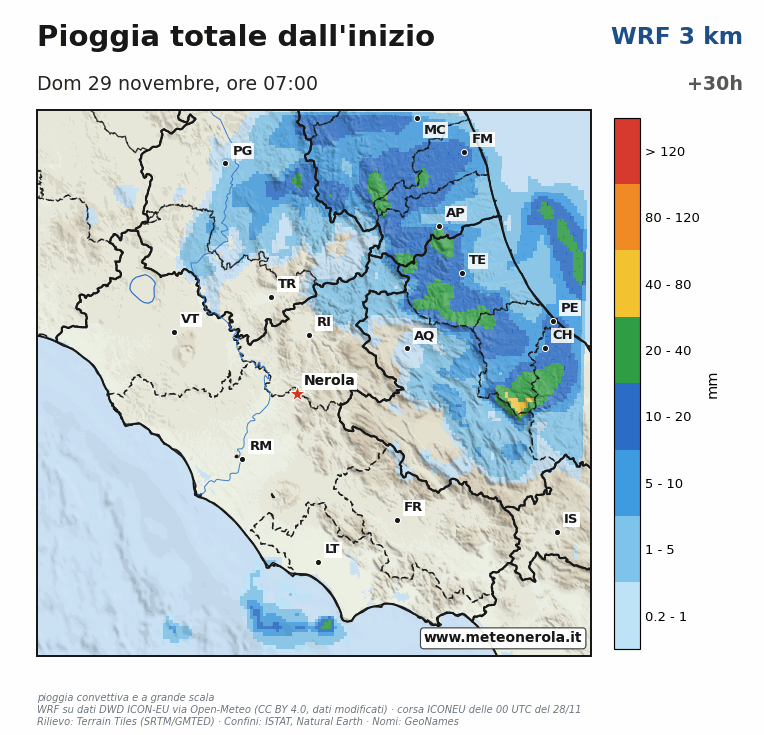 Pioggia totale dall'inizio
WRF 3 km
Dom 29 novembre, ore 07:00
+30h
MC
FM
PG
AP
TE
TR
PE
VT
RI
AQ
CH
Nerola
RM
FR
IS
LT
www.meteonerola.it
> 120
80 - 120
40 - 80
20 - 40
10 - 20
5 - 10
1 - 5
0.2 - 1
mm
pioggia convettiva e a grande scala
WRF su dati DWD ICON-EU via Open-Meteo (CC BY 4.0, dati modificati) · corsa ICONEU delle 00 UTC del 28/11
Rilievo: Terrain Tiles (SRTM/GMTED) · Confini: ISTAT, Natural Earth · Nomi: GeoNames